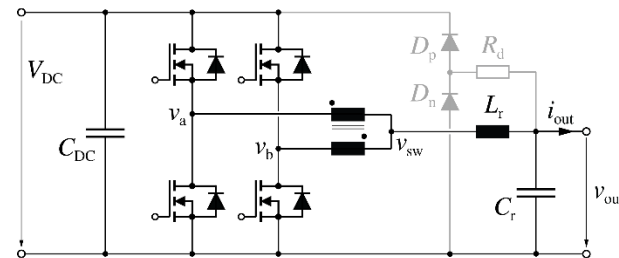 V_DC
C_DC
v_a
v_b
v_sw
D_p
R_d
D_n
L_r
i_out
C_r
v_ou